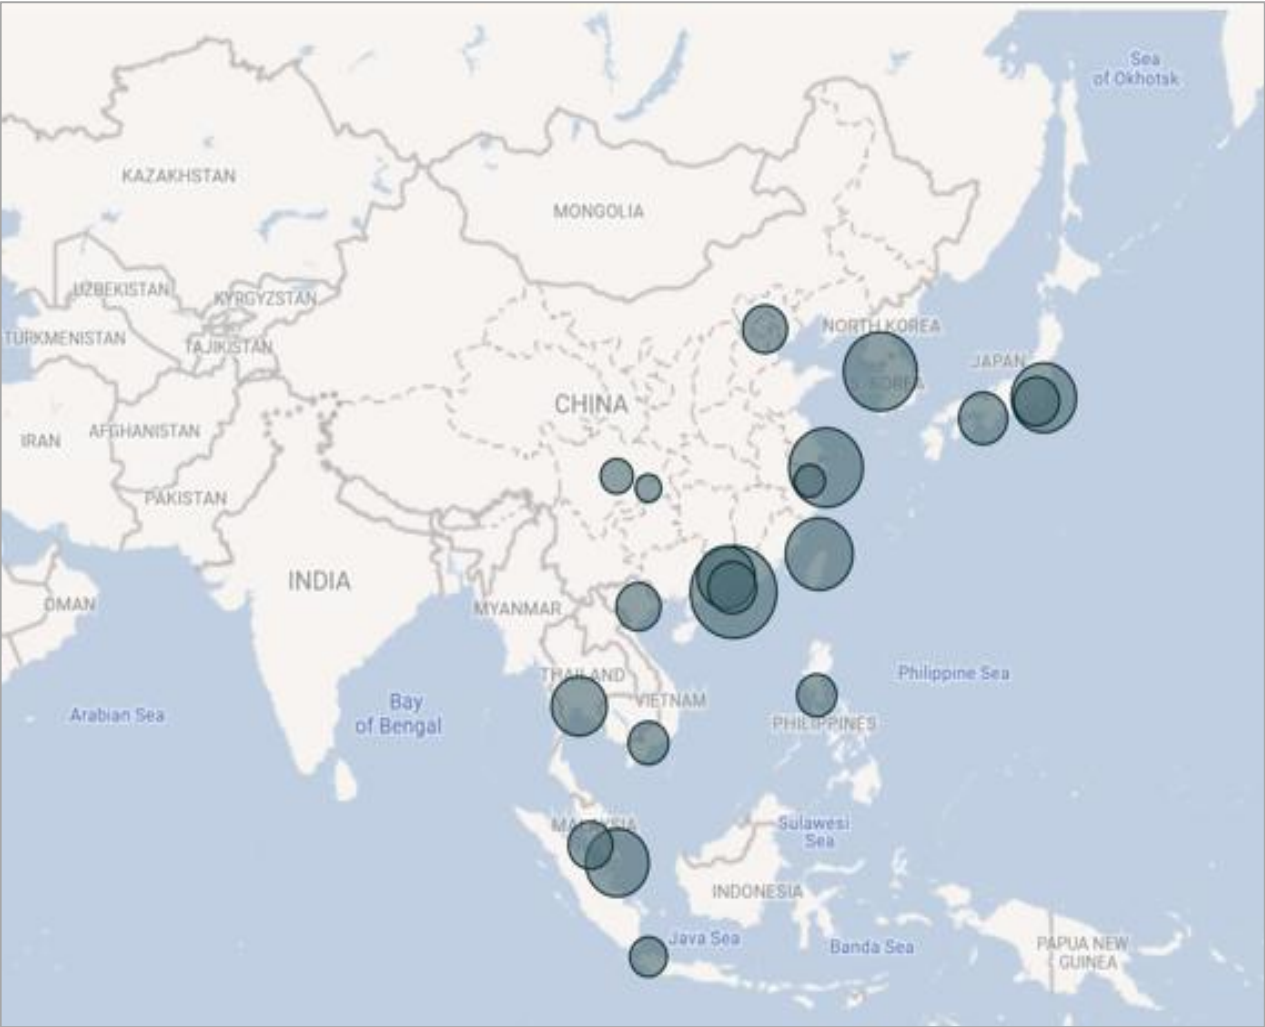 Sea
of Okhotsk
KAZAKHSTAN
MONGOLIA
UZBEKISTAN
KYRGYZSTAN
NORTH KOREA
TURKMENISTAN
TAJIKISTAN
JAPAN
S. KOREA
CHINA
IRAN
AFGHANISTAN
PAKISTAN
INDIA
OMAN
MYANMAR
THAILAND
Philippine Sea
VIETNAM
Bay
of Bengal
Arabian Sea
PHILIPPINES
MALAYSIA
Sulawesi
Sea
INDONESIA
Java Sea
Banda Sea
PAPUA NEW
GUINEA